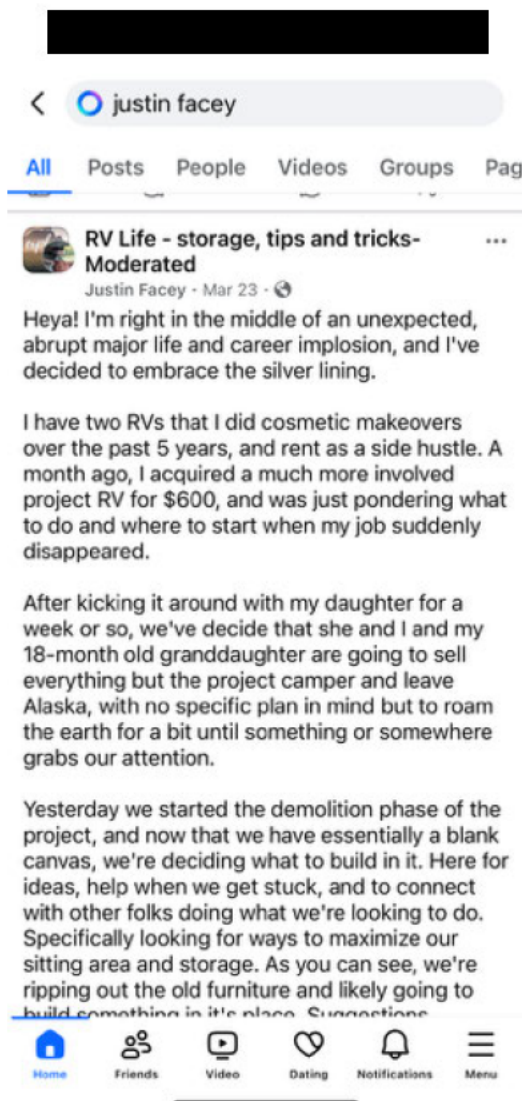 justin facey
All Posts People Videos Groups Pag
RV Life - storage, tips and tricks-
Moderated
Justin Facey · Mar 23 ·
Heya! I'm right in the middle of an unexpected,
abrupt major life and career implosion, and I've
decided to embrace the silver lining.
I have two RVs that I did cosmetic makeovers
over the past 5 years, and rent as a side hustle. A
month ago, I acquired a much more involved
project RV for $600, and was just pondering what
to do and where to start when my job suddenly
disappeared.
After kicking it around with my daughter for a
week or so, we've decide that she and I and my
18-month old granddaughter are going to sell
everything but the project camper and leave
Alaska, with no specific plan in mind but to roam
the earth for a bit until something or somewhere
grabs our attention.
Yesterday we started the demolition phase of the
project, and now that we have essentially a blank
canvas, we're deciding what to build in it. Here for
ideas, help when we get stuck, and to connect
with other folks doing what we're looking to do.
Specifically looking for ways to maximize our
sitting area and storage. As you can see, we're
ripping out the old furniture and likely going to
build something in it's place. Suggestions
Home Friends Video Dating Notifications Menu